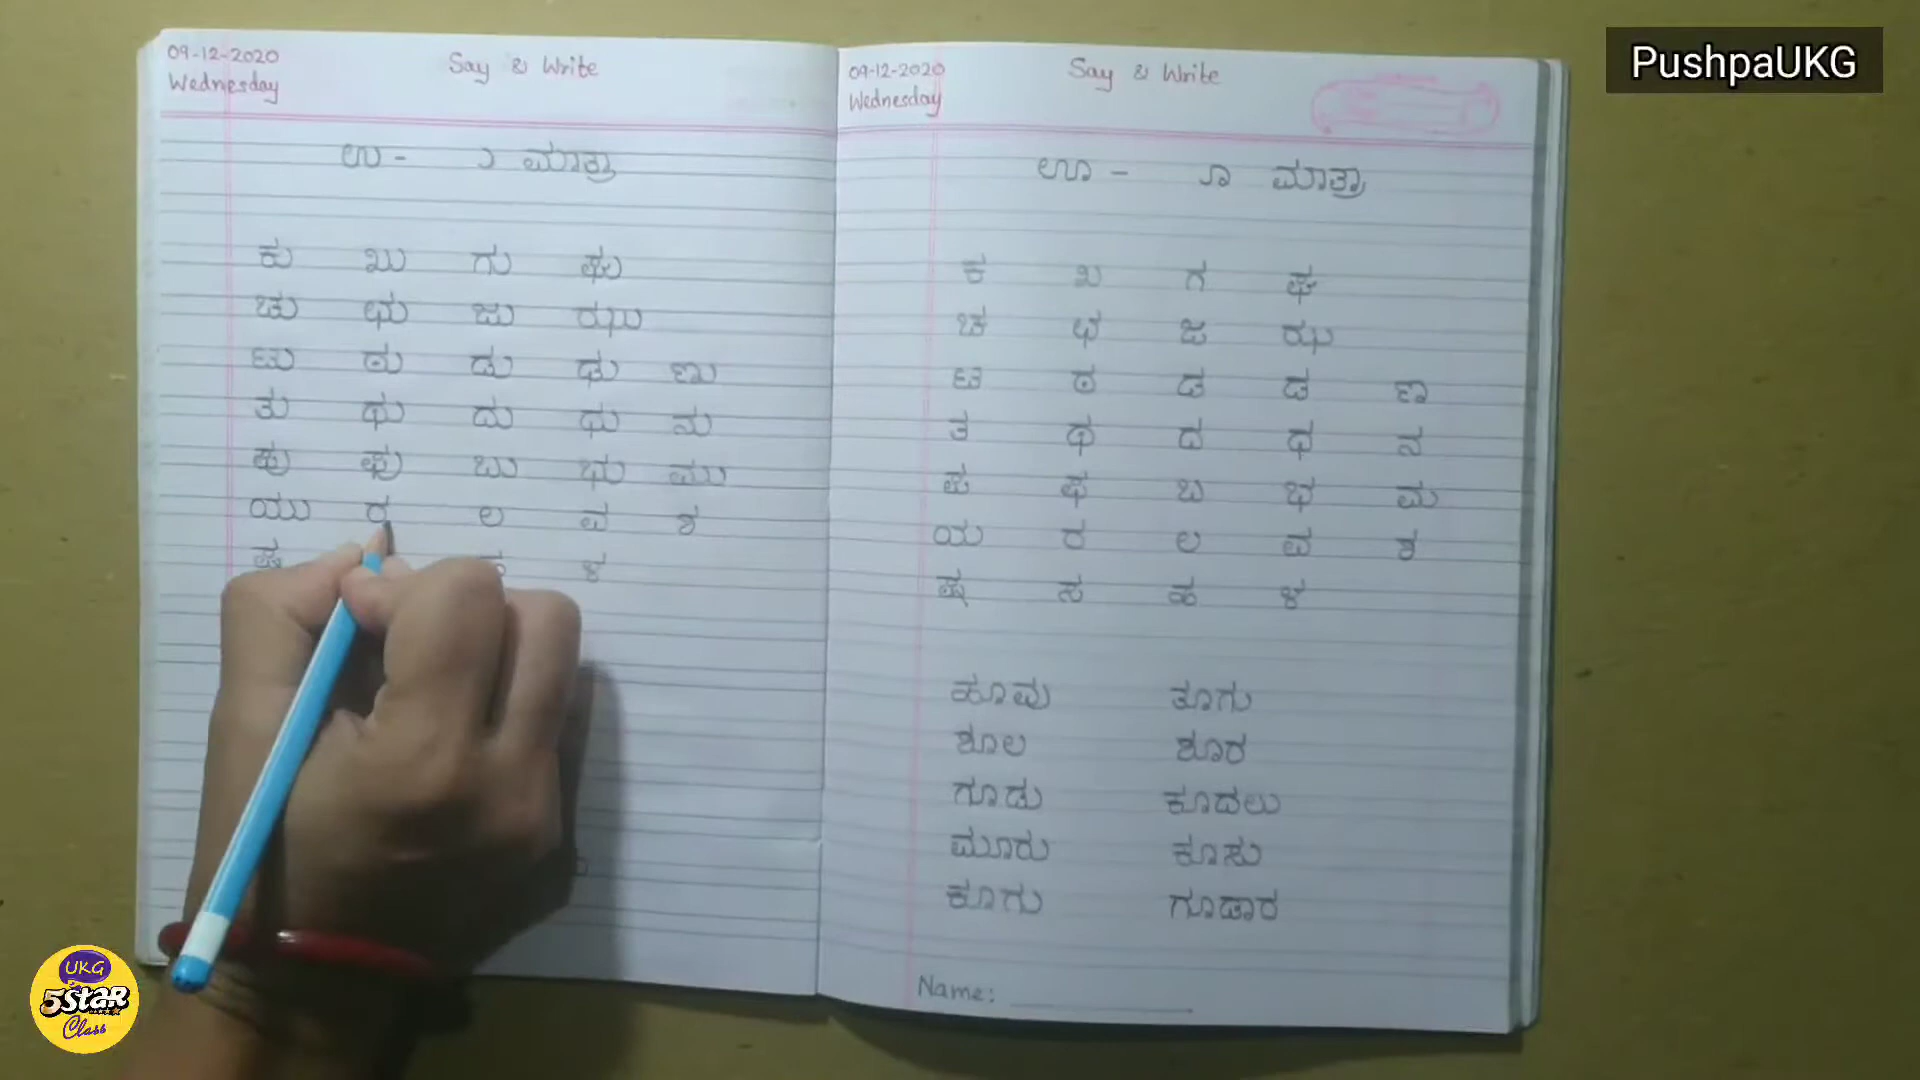 PushpaUKG
09-12-2020
Wednesday
Say & Write
ಉ - ು ಮಾತ್ರಾ
ಕು ಖು ಗು ಘು
ಚು ಛು ಜು ಝು
ಟು ಠು ಡು ಢು ಣು
ತು ಥು ದು ಧು ನು
ಪು ಫು ಬು ಭು ಮು
ಯು ರ ಲ ವ ಶ
ಷ ಳ
09-12-2020
Wednesday
Say & Write
ಊ - ೂ ಮಾತ್ರಾ
ಕ ಖ ಗ ಘ
ಚ ಛ ಜ ಝ
ಟ ಠ ಡ ಢ ಣ
ತ ಥ ದ ಧ ನ
ಪ ಫ ಬ ಭ ಮ
ಯ ರ ಲ ವ ಶ
ಷ ಸ ಹ ಳ
ಹೂವು ತೂಗು
ಶೂಲ ಶೂರ
ಗೂಡು ಕೂದಲು
ಮೂರು ಕೂಸು
ಕೂಗು ಗೂಡಾರ
Name:
UKG
5StaR
Class